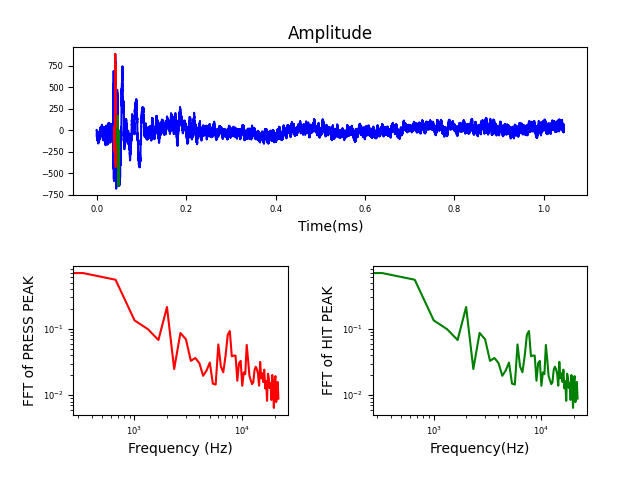 Amplitude
750
500
250
0
−250
−500
−750
0.0 0.2 0.4 0.6 0.8 1.0
Time(ms)
FFT of PRESS PEAK
10⁻¹
10⁻²
10³ 10⁴
Frequency (Hz)
FFT of HIT PEAK
10⁻¹
10⁻²
10³ 10⁴
Frequency(Hz)